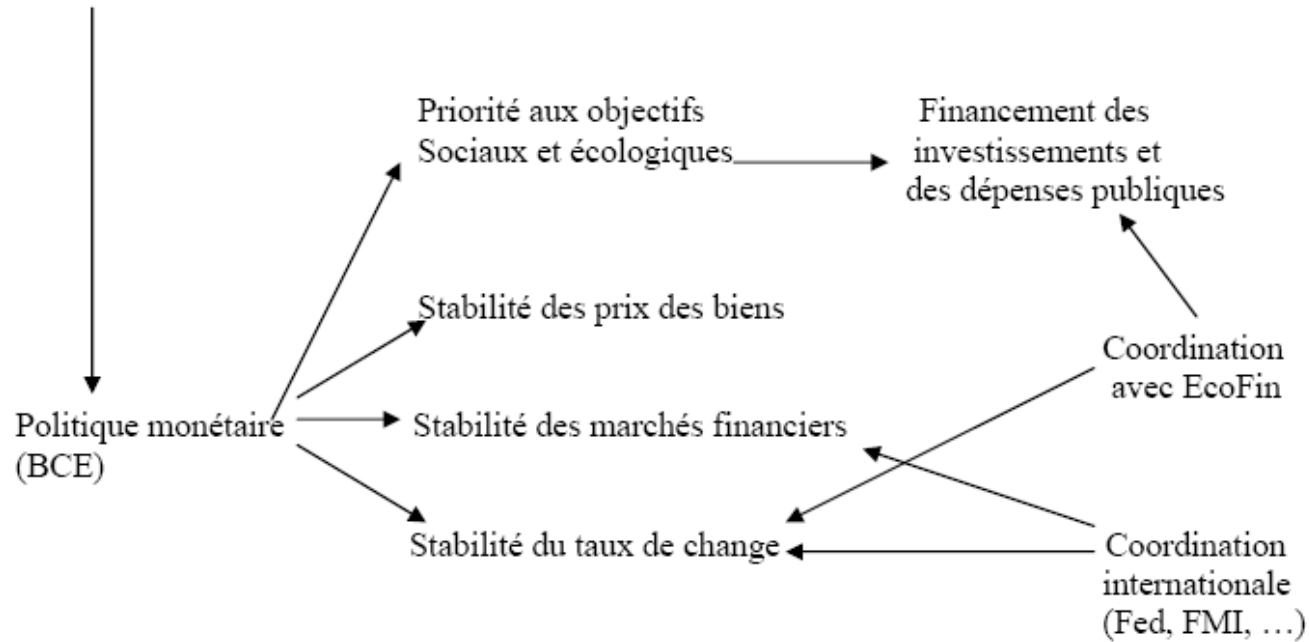 Priorité aux objectifs
Sociaux et écologiques
Financement des
investissements et
des dépenses publiques
Stabilité des prix des biens
Coordination
avec EcoFin
Politique monétaire
(BCE)
Stabilité des marchés financiers
Stabilité du taux de change
Coordination
internationale
(Fed, FMI, …)